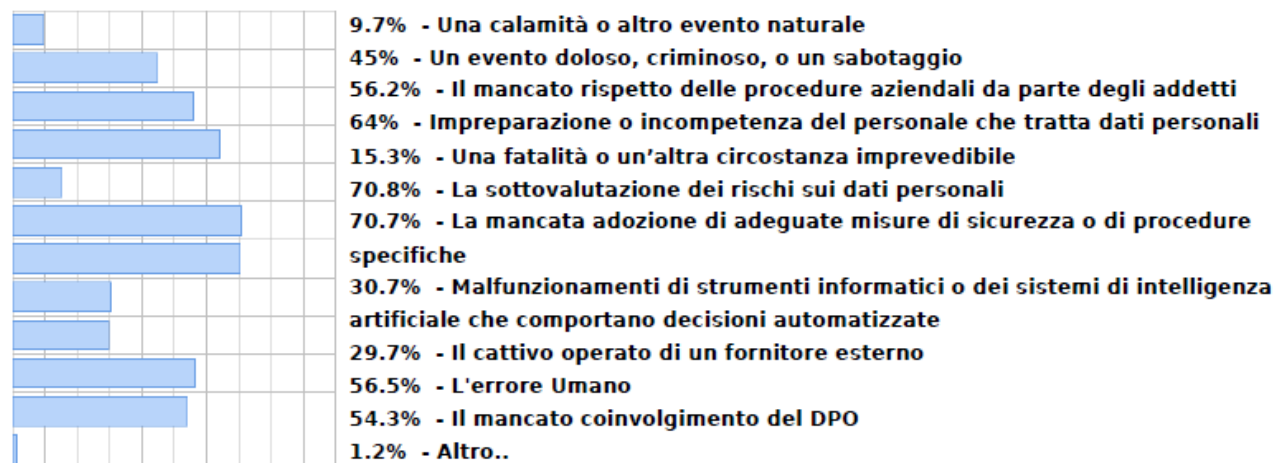 9.7% - Una calamità o altro evento naturale
45% - Un evento doloso, criminoso, o un sabotaggio
56.2% - Il mancato rispetto delle procedure aziendali da parte degli addetti
64% - Impreparazione o incompetenza del personale che tratta dati personali
15.3% - Una fatalità o un’altra circostanza imprevedibile
70.8% - La sottovalutazione dei rischi sui dati personali
70.7% - La mancata adozione di adeguate misure di sicurezza o di procedure
specifiche
30.7% - Malfunzionamenti di strumenti informatici o dei sistemi di intelligenza
artificiale che comportano decisioni automatizzate
29.7% - Il cattivo operato di un fornitore esterno
56.5% - L'errore Umano
54.3% - Il mancato coinvolgimento del DPO
1.2% - Altro..